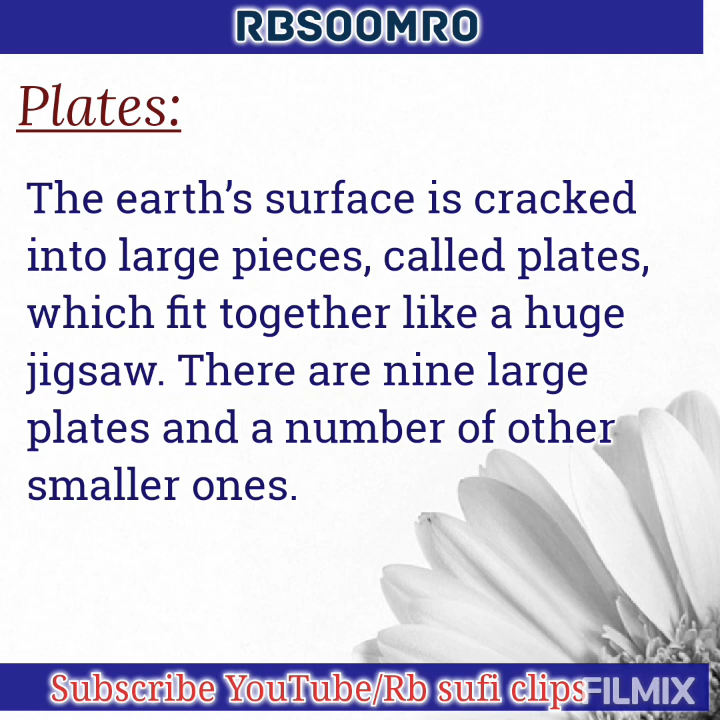 RBSOOMRO
Plates:
The earth’s surface is cracked
into large pieces, called plates,
which fit together like a huge
jigsaw. There are nine large
plates and a number of other
smaller ones.
Subscribe YouTube/Rb sufi clips
FILMIX